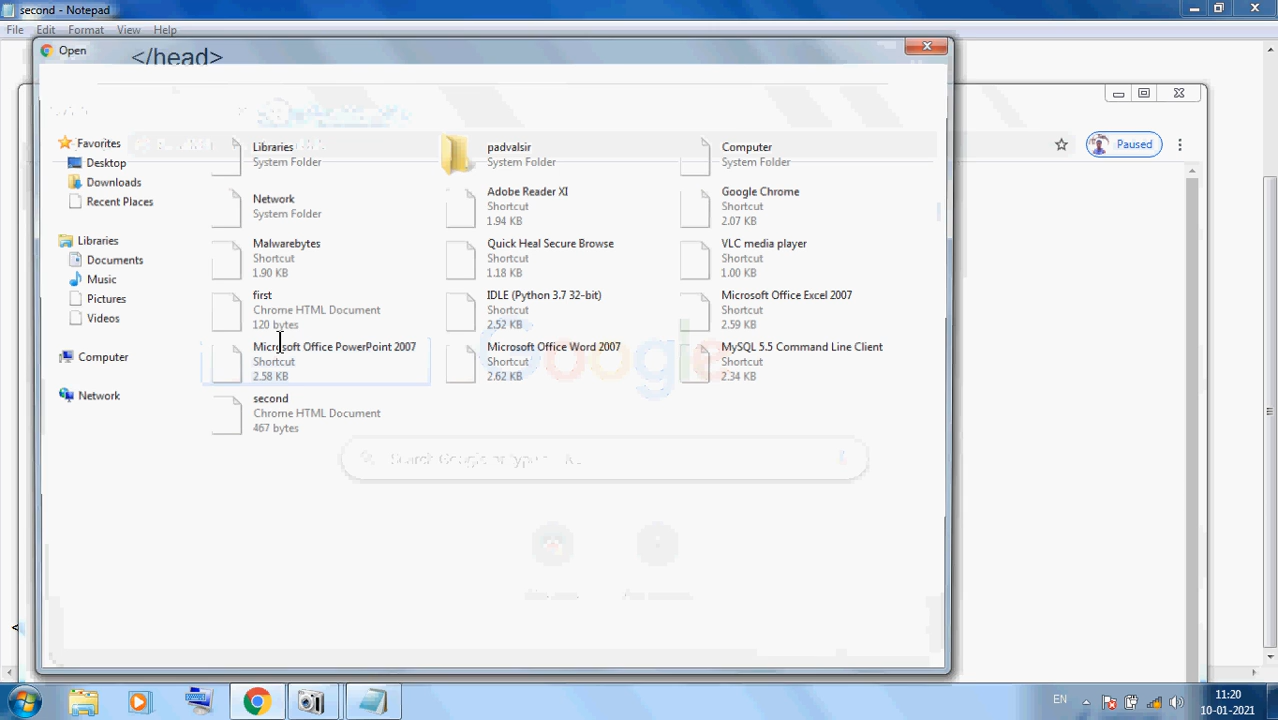 second - Notepad
File Edit Format View Help
Open
</head>
Paused
Favorites
Desktop
Downloads
Recent Places
Libraries
Documents
Music
Pictures
Videos
Computer
Network
Libraries
System Folder
padvalsir
System Folder
Computer
System Folder
Network
System Folder
Adobe Reader XI
Shortcut
1.94 KB
Google Chrome
Shortcut
2.07 KB
Malwarebytes
Shortcut
1.90 KB
Quick Heal Secure Browse
Shortcut
1.18 KB
VLC media player
Shortcut
1.00 KB
first
Chrome HTML Document
120 bytes
IDLE (Python 3.7 32-bit)
Shortcut
2.52 KB
Microsoft Office Excel 2007
Shortcut
2.59 KB
Microsoft Office PowerPoint 2007
Shortcut
2.58 KB
Microsoft Office Word 2007
Shortcut
2.62 KB
MySQL 5.5 Command Line Client
Shortcut
2.34 KB
second
Chrome HTML Document
467 bytes
Google
Search Google or type
<
EN
11:20
10-01-2021